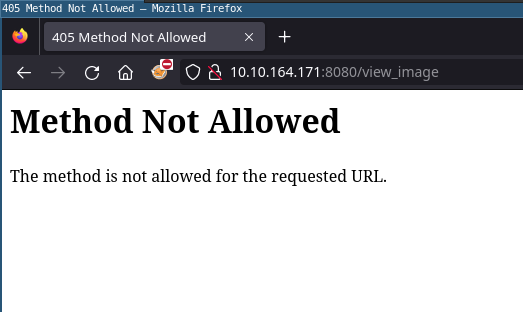 405 Method Not Allowed — Mozilla Firefox
405 Method Not Allowed
10.10.164.171:8080/view_image
Method Not Allowed
The method is not allowed for the requested URL.